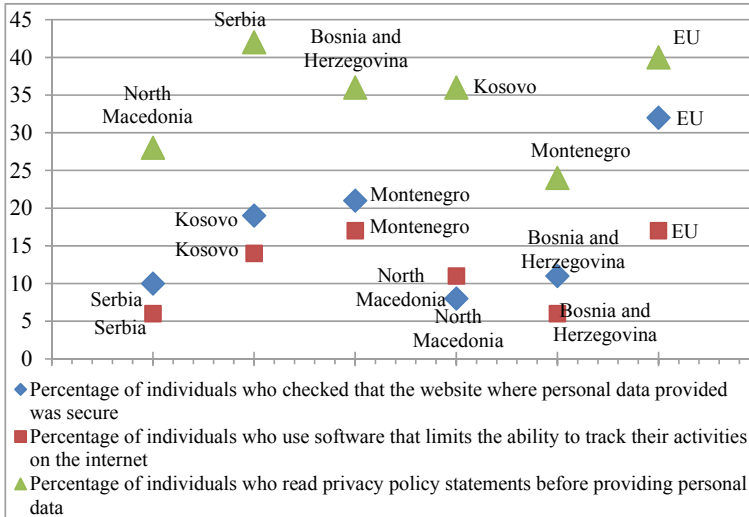 45
40
35
30
25
20
15
10
5
0
North
Macedonia
Serbia
Bosnia and
Herzegovina
Kosovo
Montenegro
EU
EU
EU
Kosovo
Kosovo
Montenegro
Montenegro
Serbia
Serbia
North
Macedonia
North
Macedonia
Bosnia and
Herzegovina
Bosnia and
Herzegovina
Percentage of individuals who checked that the website where personal data provided
was secure
Percentage of individuals who use software that limits the ability to track their activities
on the internet
Percentage of individuals who read privacy policy statements before providing personal
data